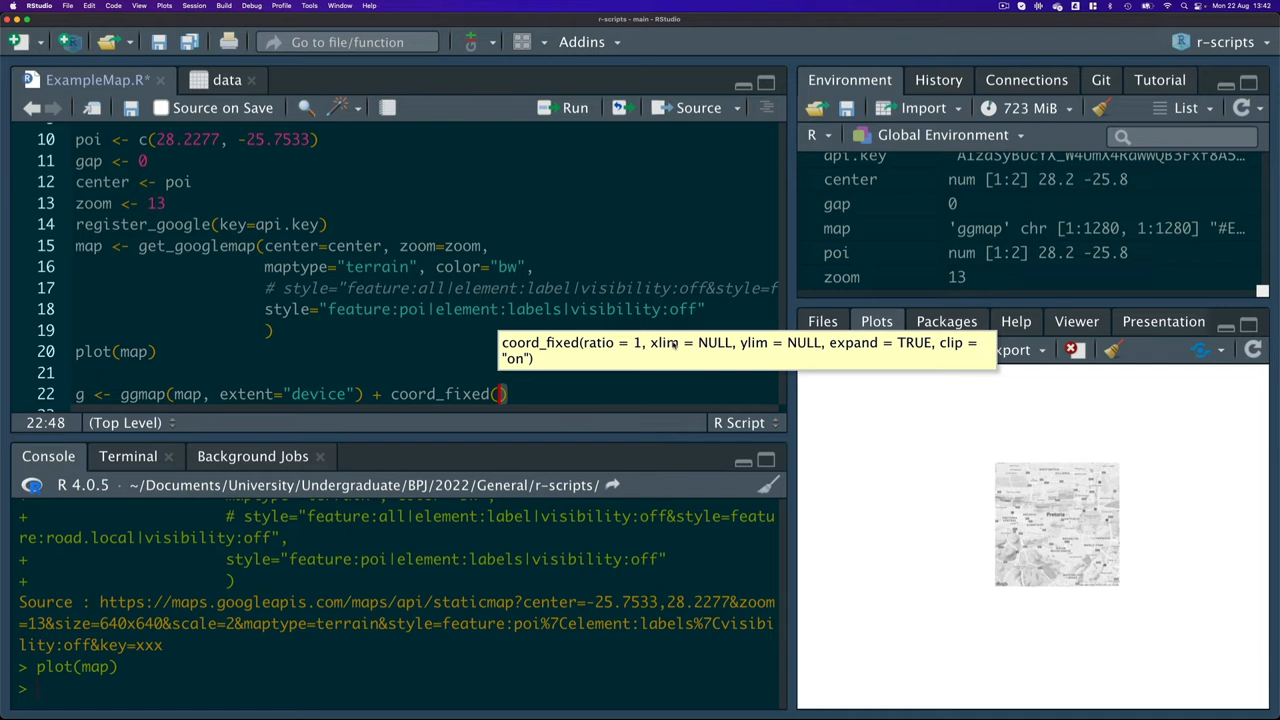 RStudio File Edit Code View Plots Session Build Debug Profile Tools Window Help Mon 22 Aug 13:42
r-scripts - main - RStudio
Go to file/function Addins r-scripts
ExampleMap.R* data
Source on Save Run Source
10 poi <- c(28.2277, -25.7533)
11 gap <- 0
12 center <- poi
13 zoom <- 13
14 register_google(key=api.key)
15 map <- get_googlemap(center=center, zoom=zoom,
16 maptype="terrain", color="bw",
17 # style="feature:all|element:label|visibility:off&style=f
18 style="feature:poi|element:labels|visibility:off"
19 )
20 plot(map)
21
22 g <- ggmap(map, extent="device") + coord_fixed()
coord_fixed(ratio = 1, xlim = NULL, ylim = NULL, expand = TRUE, clip =
"on")
22:48 (Top Level) R Script
Console Terminal Background Jobs
R 4.0.5 · ~/Documents/University/Undergraduate/BPJ/2022/General/r-scripts/
+ # style="feature:all|element:label|visibility:off&style=featu
re:road.local|visibility:off",
+ style="feature:poi|element:labels|visibility:off"
+ )
Source : https://maps.googleapis.com/maps/api/staticmap?center=-25.7533,28.2277&zoom
=13&size=640x640&scale=2&maptype=terrain&style=feature:poi%7Celement:labels%7Cvisibi
lity:off&key=xxx
> plot(map)
>
Environment History Connections Git Tutorial
Import 723 MiB List
R Global Environment
api.key
center num [1:2] 28.2 -25.8
gap 0
map 'ggmap' chr [1:1280, 1:1280] "#E…
poi num [1:2] 28.2 -25.8
zoom 13
Files Plots Packages Help Viewer Presentation
xport
Pretoria